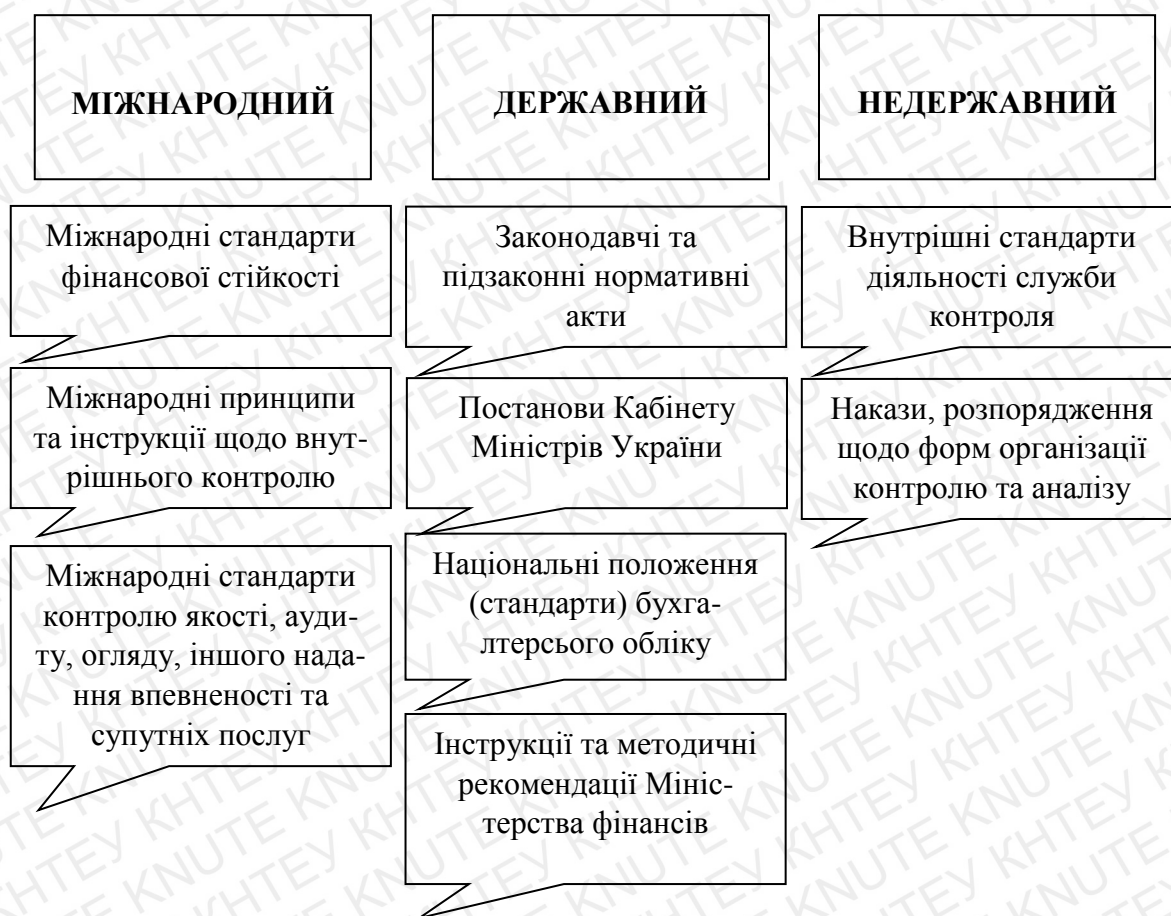 МІЖНАРОДНИЙ
Міжнародні стандарти
фінансової стійкості
Міжнародні принципи
та інструкції щодо внут-
рішнього контролю
Міжнародні стандарти
контролю якості, ауди-
ту, огляду, іншого нада-
ння впевненості та
супутніх послуг
ДЕРЖАВНИЙ
Законодавчі та
підзаконні нормативні
акти
Постанови Кабінету
Міністрів України
Національні положення
(стандарти) бухга-
лтерсього обліку
Інструкції та методичні
рекомендації Мініс-
терства фінансів
НЕДЕРЖАВНИЙ
Внутрішні стандарти
діяльності служби
контроля
Накази, розпорядження
щодо форм організації
контролю та аналізу
КНТЕУ KNUTE